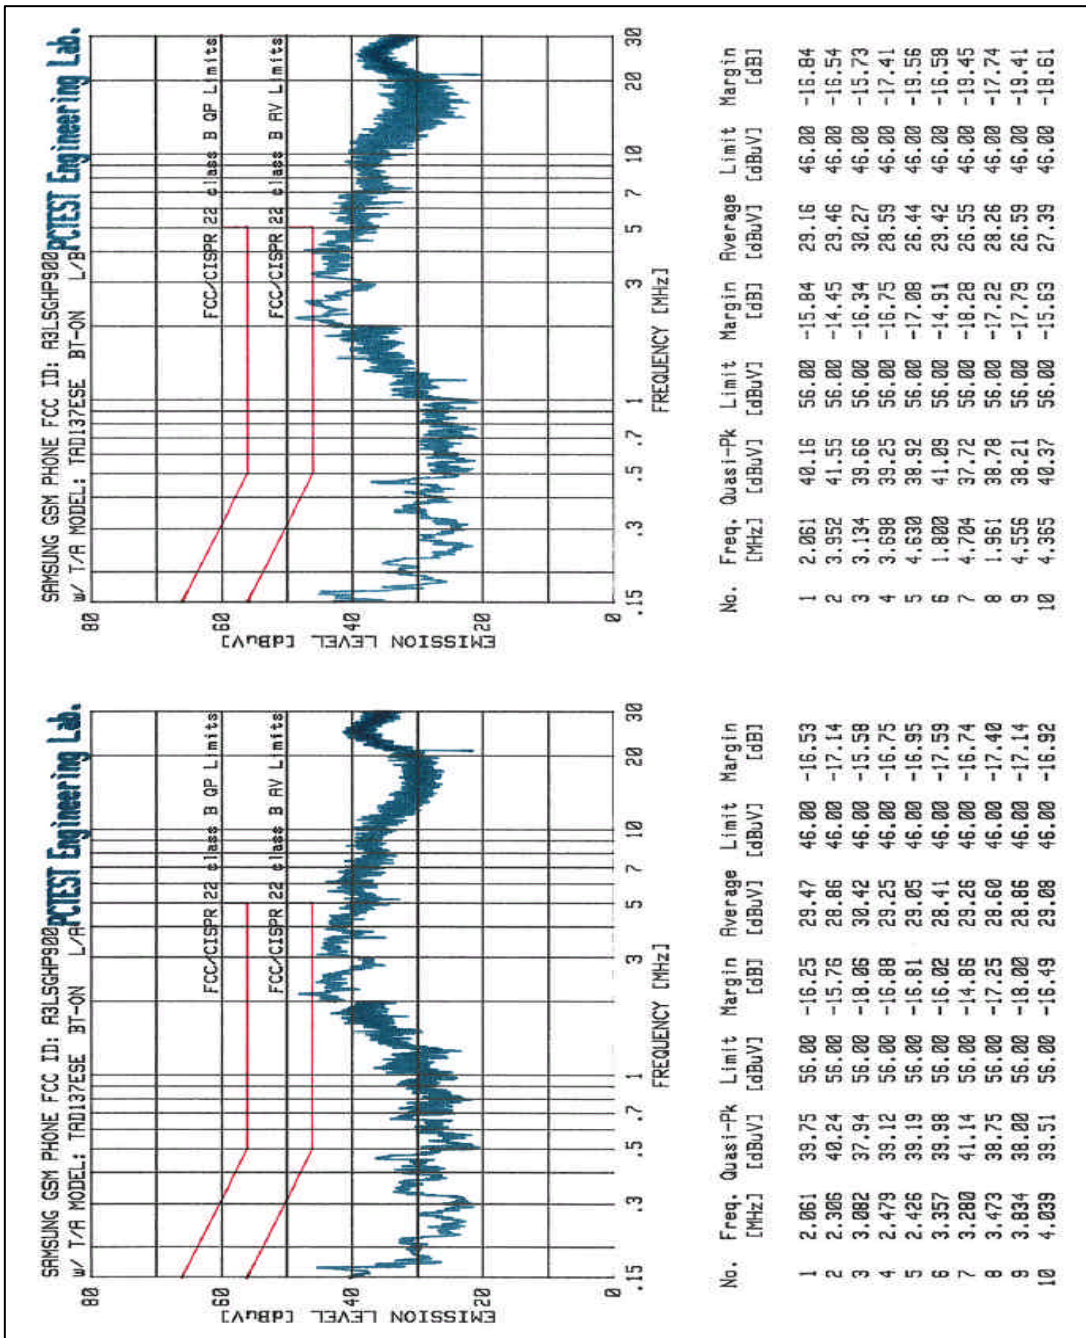 SAMSUNG GSM PHONE FCC ID: A3LSGHP900
w/ T/A MODEL: TAD137ESE BT-ON L/A
PCTEST Engineering Lab.
80
60
40
20
0
EMISSION LEVEL [dBuV]
FCC/CISPR 22 class B QP Limits
FCC/CISPR 22 class B AV Limits
.15 .3 .5 .7 1 3 5 7 10 20 30
FREQUENCY [MHz]
No. Freq. Quasi-Pk Limit Margin Average Limit Margin
[MHz] [dBuV] [dBuV] [dB] [dBuV] [dBuV] [dB]
1 2.061 39.75 56.00 -16.25 29.47 46.00 -16.53
2 2.306 40.24 56.00 -15.76 28.86 46.00 -17.14
3 3.082 37.94 56.00 -18.06 30.42 46.00 -15.58
4 2.479 39.12 56.00 -16.88 29.25 46.00 -16.75
5 2.426 39.19 56.00 -16.81 29.05 46.00 -16.95
6 3.357 39.98 56.00 -16.02 28.41 46.00 -17.59
7 3.280 41.14 56.00 -14.86 29.26 46.00 -16.74
8 3.473 38.75 56.00 -17.25 28.60 46.00 -17.40
9 3.834 38.00 56.00 -18.00 28.86 46.00 -17.14
10 4.039 39.51 56.00 -16.49 29.08 46.00 -16.92
SAMSUNG GSM PHONE FCC ID: A3LSGHP900
w/ T/A MODEL: TAD137ESE BT-ON L/B
PCTEST Engineering Lab.
80
60
40
20
0
EMISSION LEVEL [dBuV]
FCC/CISPR 22 class B QP Limits
FCC/CISPR 22 class B AV Limits
.15 .3 .5 .7 1 3 5 7 10 20 30
FREQUENCY [MHz]
No. Freq. Quasi-Pk Limit Margin Average Limit Margin
[MHz] [dBuV] [dBuV] [dB] [dBuV] [dBuV] [dB]
1 2.061 40.16 56.00 -15.84 29.16 46.00 -16.84
2 3.952 41.55 56.00 -14.45 29.46 46.00 -16.54
3 3.134 39.66 56.00 -16.34 30.27 46.00 -15.73
4 3.698 39.25 56.00 -16.75 28.59 46.00 -17.41
5 4.630 38.92 56.00 -17.08 26.44 46.00 -19.56
6 1.800 41.09 56.00 -14.91 29.42 46.00 -16.58
7 4.704 37.72 56.00 -18.28 26.55 46.00 -19.45
8 1.951 38.78 56.00 -17.22 28.26 46.00 -17.74
9 4.556 38.21 56.00 -17.79 26.59 46.00 -19.41
10 4.365 40.37 56.00 -15.63 27.39 46.00 -18.61